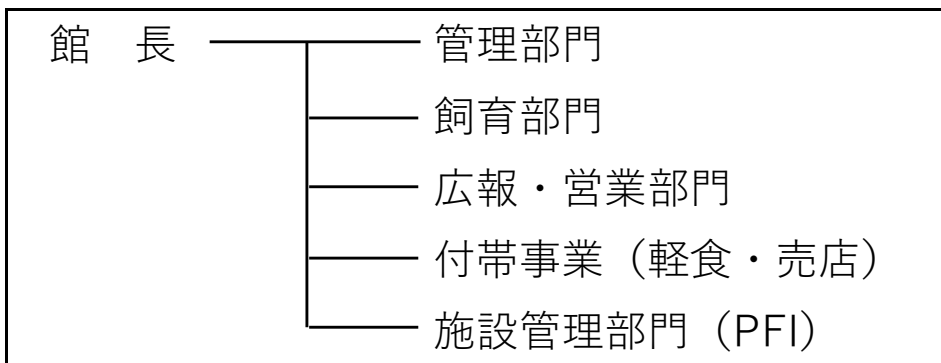 館　長
管理部門
飼育部門
広報・営業部門
付帯事業（軽食・売店）
施設管理部門（PFI）